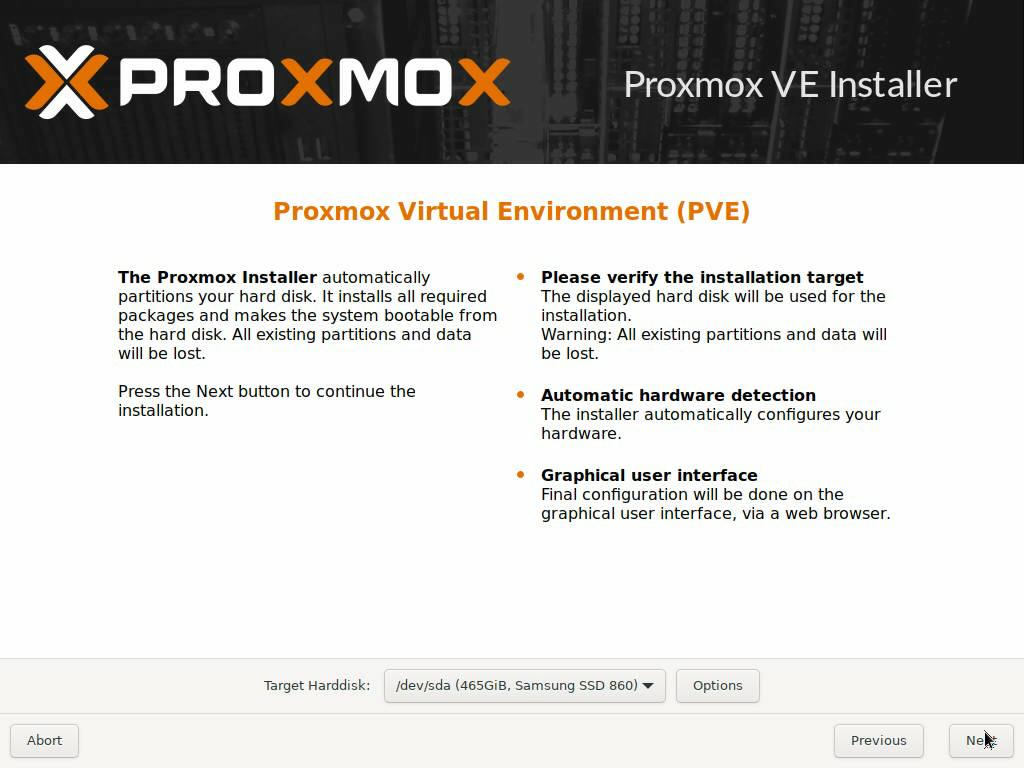 PROXMOX
Proxmox VE Installer
Proxmox Virtual Environment (PVE)
The Proxmox Installer automatically
partitions your hard disk. It installs all required
packages and makes the system bootable from
the hard disk. All existing partitions and data
will be lost.
Press the Next button to continue the
installation.
Please verify the installation target
The displayed hard disk will be used for the
installation.
Warning: All existing partitions and data will
be lost.
Automatic hardware detection
The installer automatically configures your
hardware.
Graphical user interface
Final configuration will be done on the
graphical user interface, via a web browser.
Target Harddisk: /dev/sda (465GiB, Samsung SSD 860) Options
Abort Previous Next